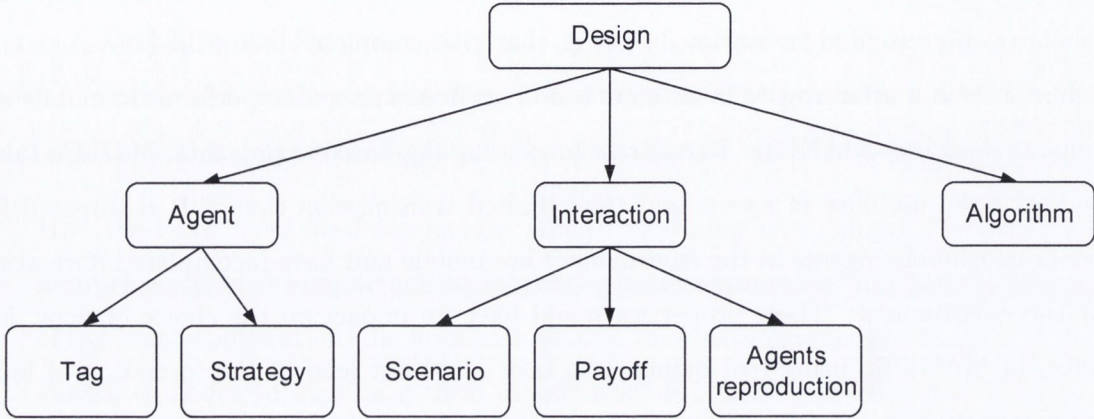 Design
Agent
Interaction
Algorithm
Tag
Strategy
Scenario
Payoff
Agents
reproduction